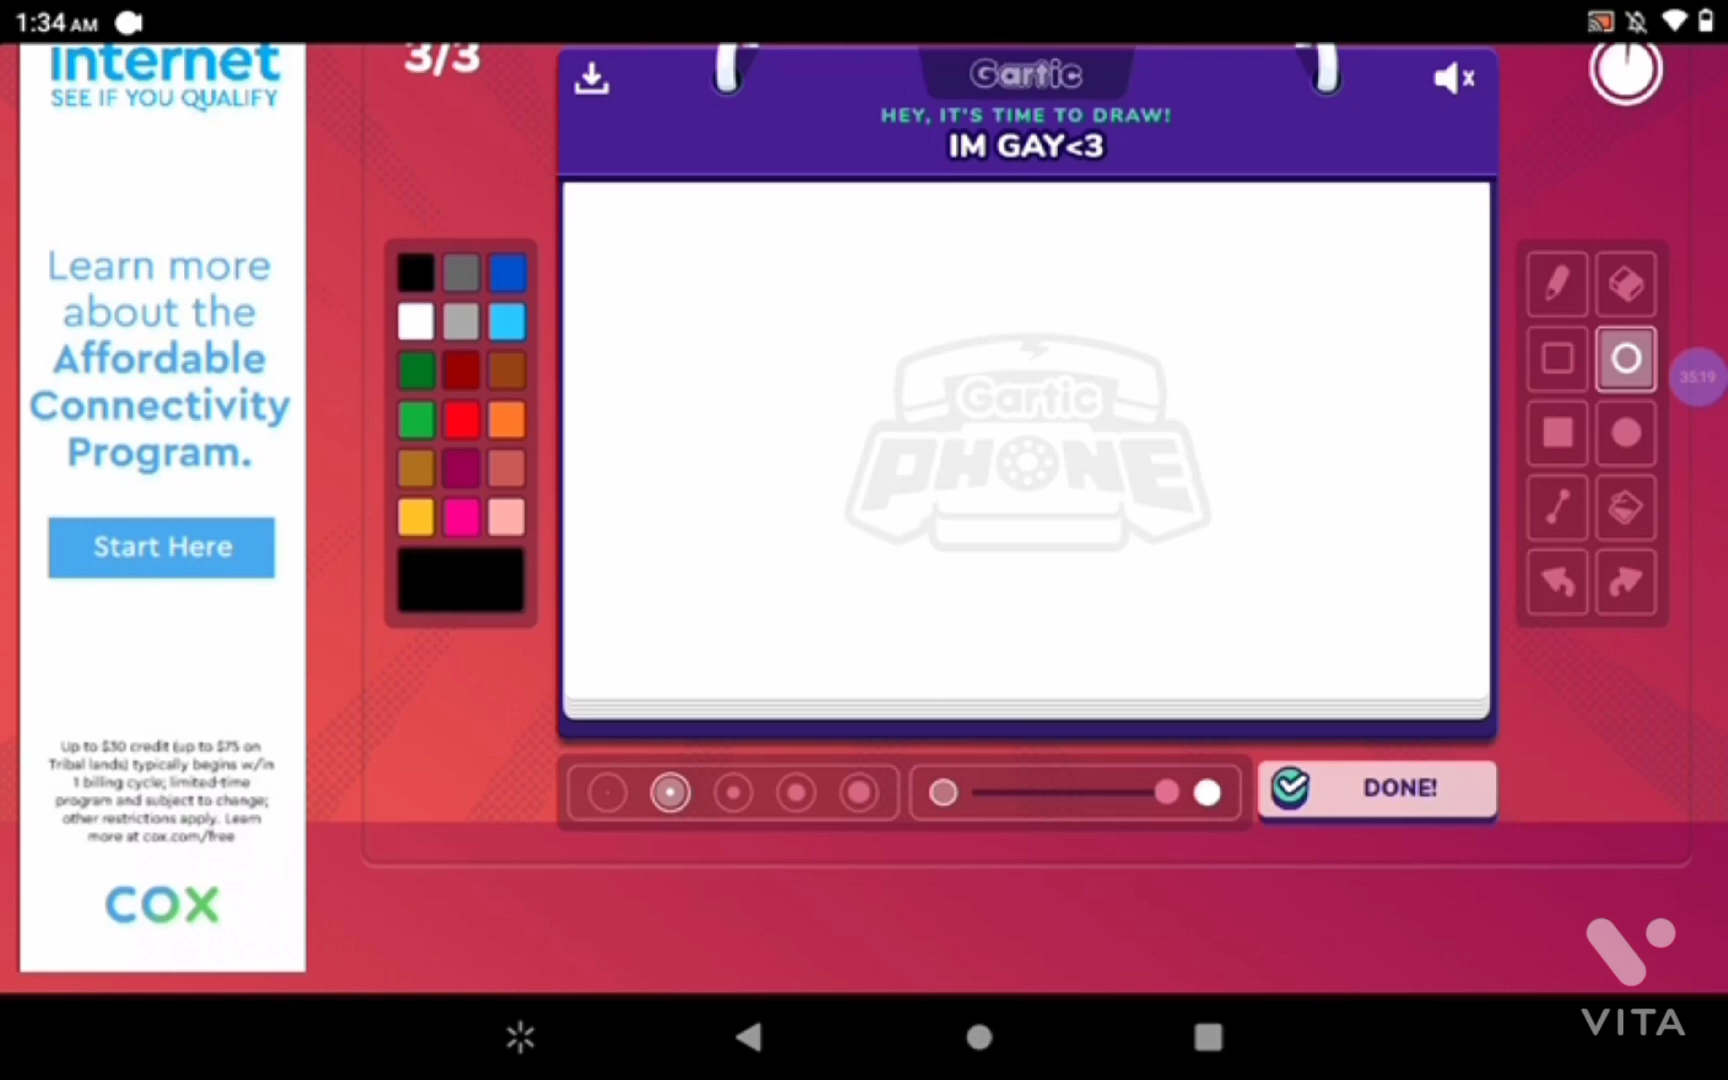 1:34 AM
Internet
SEE IF YOU QUALIFY
Learn more
about the
Affordable
Connectivity
Program.
Start Here
Up to $30 credit (up to $75 on
Tribal lands) typically begins w/in
1 billing cycle; limited-time
program and subject to change;
other restrictions apply. Learn
more at cox.com/free
COX
3/3
Gartic
HEY, IT'S TIME TO DRAW!
IM GAY<3
Gartic
PHONE
DONE!
35:19
VITA